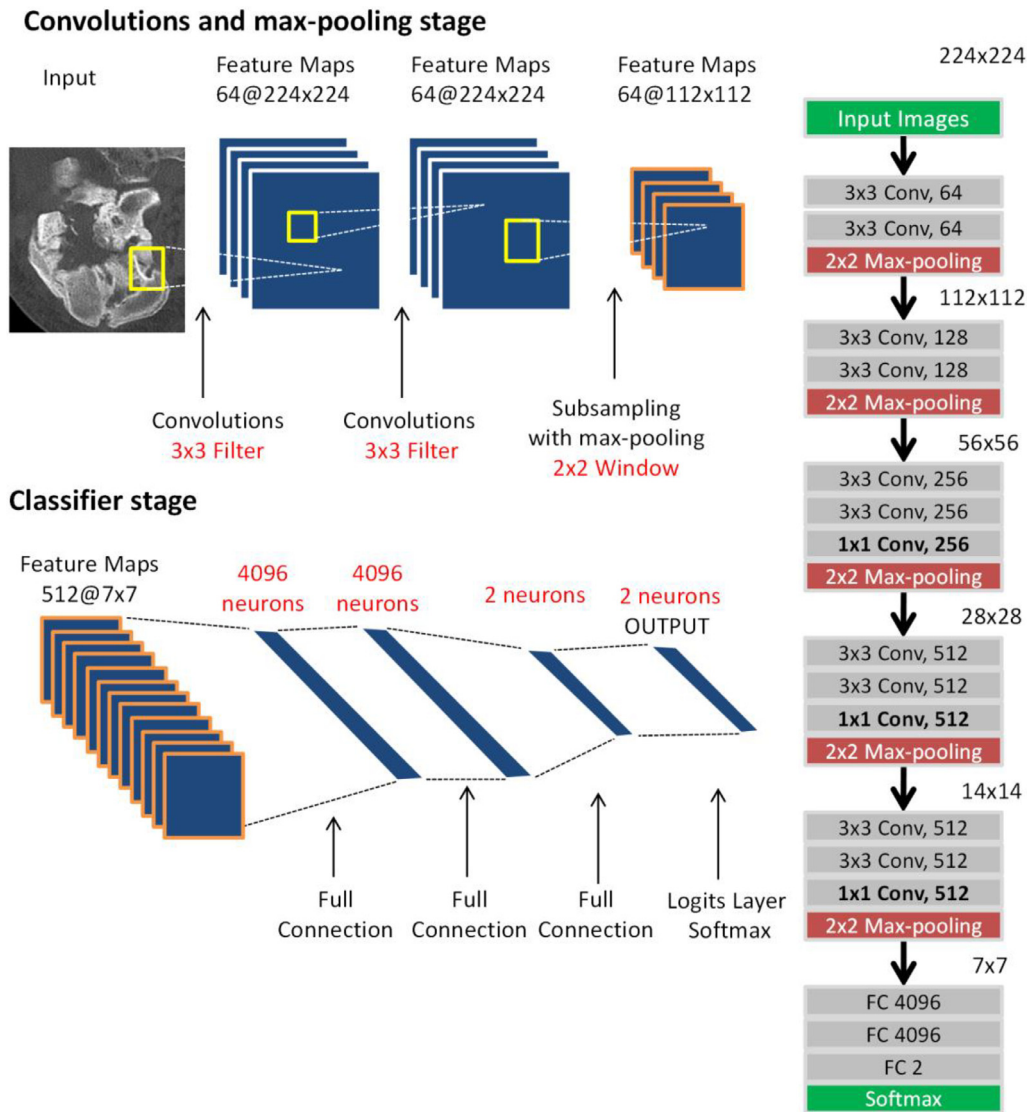 Convolutions and max-pooling stage
Input
Feature Maps
64@224x224
Feature Maps
64@224x224
Feature Maps
64@112x112
Convolutions
3x3 Filter
Convolutions
3x3 Filter
Subsampling
with max-pooling
2x2 Window
Classifier stage
Feature Maps
512@7x7
4096
neurons
4096
neurons
2 neurons
2 neurons
OUTPUT
Full
Connection
Full
Connection
Full
Connection
Logits Layer
Softmax
224x224
Input Images
3x3 Conv, 64
3x3 Conv, 64
2x2 Max-pooling
112x112
3x3 Conv, 128
3x3 Conv, 128
2x2 Max-pooling
56x56
3x3 Conv, 256
3x3 Conv, 256
1x1 Conv, 256
2x2 Max-pooling
28x28
3x3 Conv, 512
3x3 Conv, 512
1x1 Conv, 512
2x2 Max-pooling
14x14
3x3 Conv, 512
3x3 Conv, 512
1x1 Conv, 512
2x2 Max-pooling
7x7
FC 4096
FC 4096
FC 2
Softmax